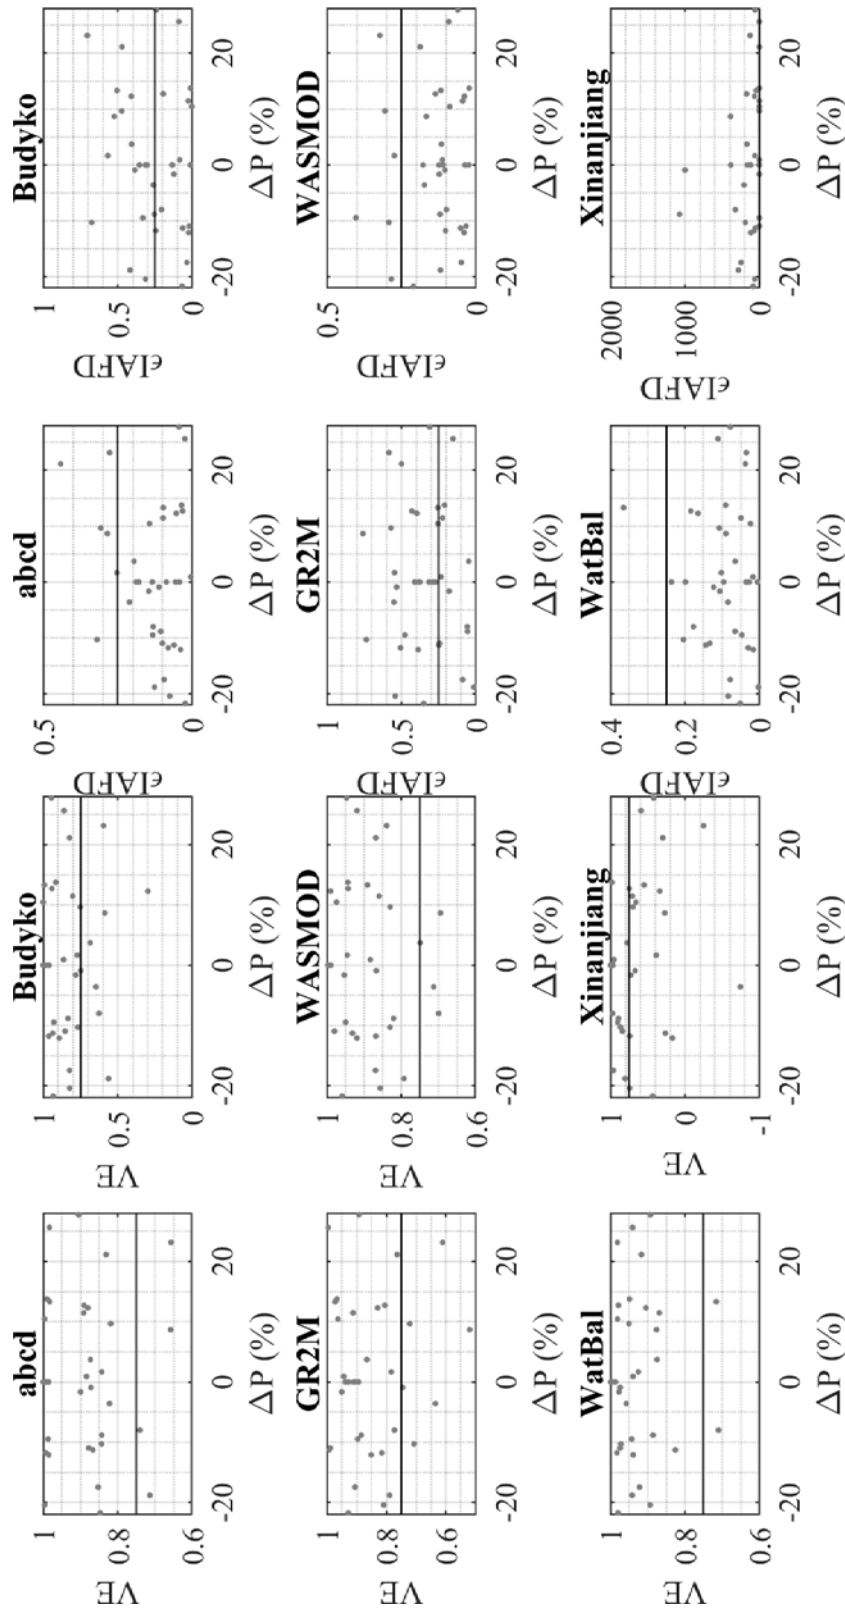 abcd
VE
1
0.8
0.6
-20 0 20
ΔP (%)
Budyko
VE
1
0.5
0
-20 0 20
ΔP (%)
abcd
ϵIAFD
0.5
0
-20 0 20
ΔP (%)
Budyko
ϵIAFD
1
0.5
0
-20 0 20
ΔP (%)
GR2M
VE
1
0.8
0.6
-20 0 20
ΔP (%)
WASMOD
VE
1
0.8
0.6
-20 0 20
ΔP (%)
GR2M
ϵIAFD
1
0.5
0
-20 0 20
ΔP (%)
WASMOD
ϵIAFD
0.5
0
-20 0 20
ΔP (%)
WatBal
VE
1
0.8
0.6
-20 0 20
ΔP (%)
Xinanjiang
VE
1
0
-1
-20 0 20
ΔP (%)
WatBal
ϵIAFD
0.4
0.2
0
-20 0 20
ΔP (%)
Xinanjiang
ϵIAFD
2000
1000
0
-20 0 20
ΔP (%)